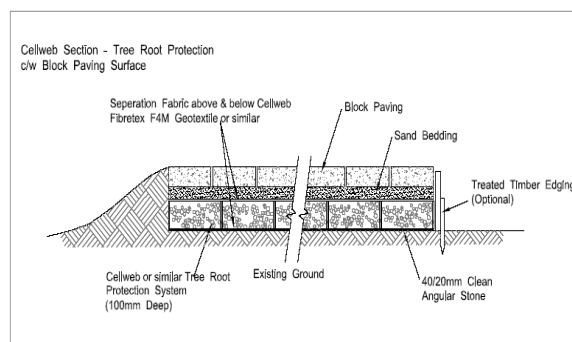 Cellweb Section - Tree Root Protection
c/w Block Paving Surface
Seperation Fabric above & below Cellweb
Fibretex F4M Geotextile or similar
Block Paving
Sand Bedding
Treated Timber Edging
(Optional)
Cellweb or similar Tree Root
Protection System
(100mm Deep)
Existing Ground
40/20mm Clean
Angular Stone